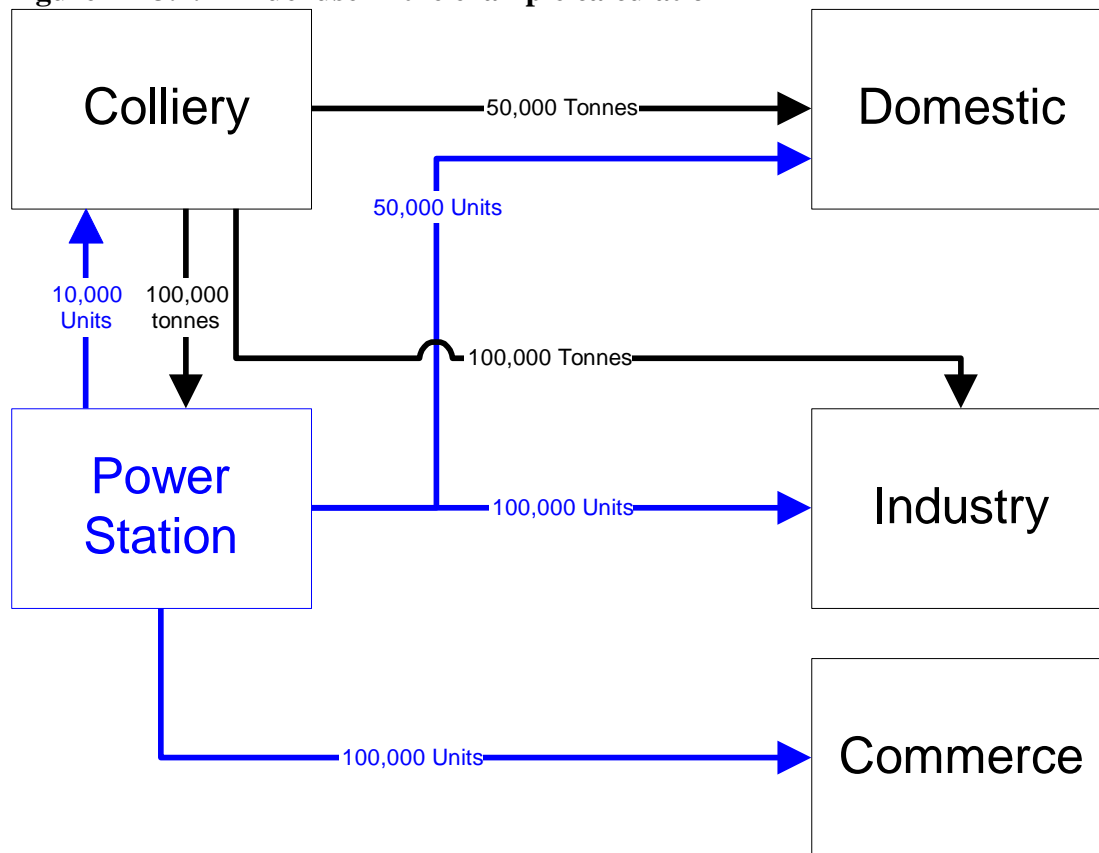 Colliery
50,000 Tonnes
Domestic
50,000 Units
10,000
Units
100,000
tonnes
100,000 Tonnes
Power
Station
100,000 Units
Industry
100,000 Units
Commerce